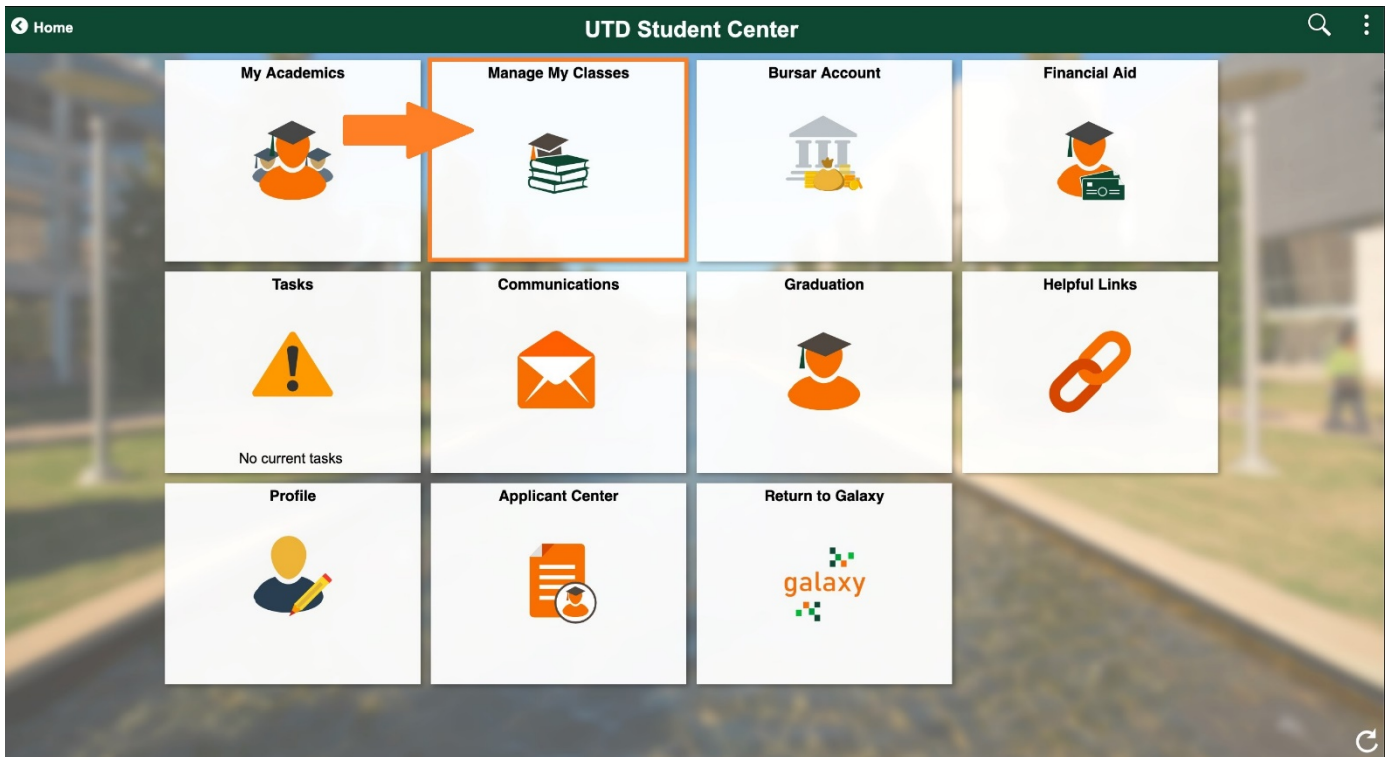 Home
UTD Student Center
My Academics
Manage My Classes
Bursar Account
Financial Aid
Tasks
No current tasks
Communications
Graduation
Helpful Links
Profile
Applicant Center
Return to Galaxy
galaxy